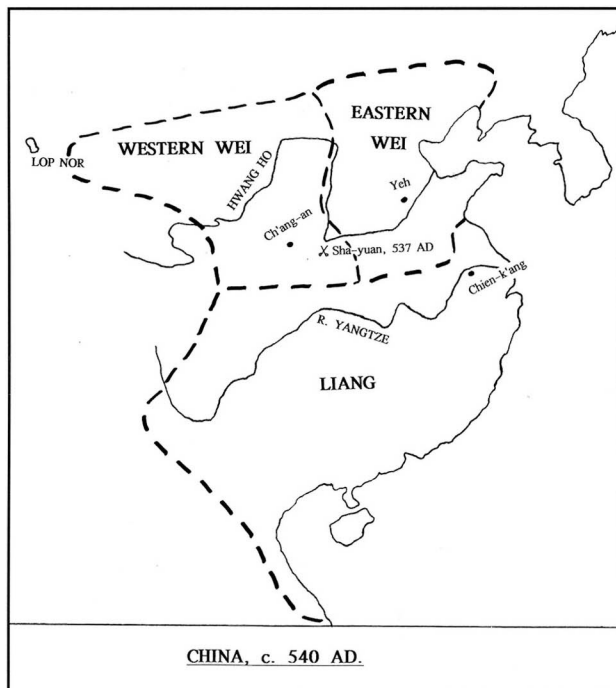 EASTERN
WEI
WESTERN WEI
LOP NOR
HWANG HO
Yeh
Ch'ang-an
Sha-yuan, 537 AD
Chien-k'ang
R. YANGTZE
LIANG
CHINA, c. 540 AD.